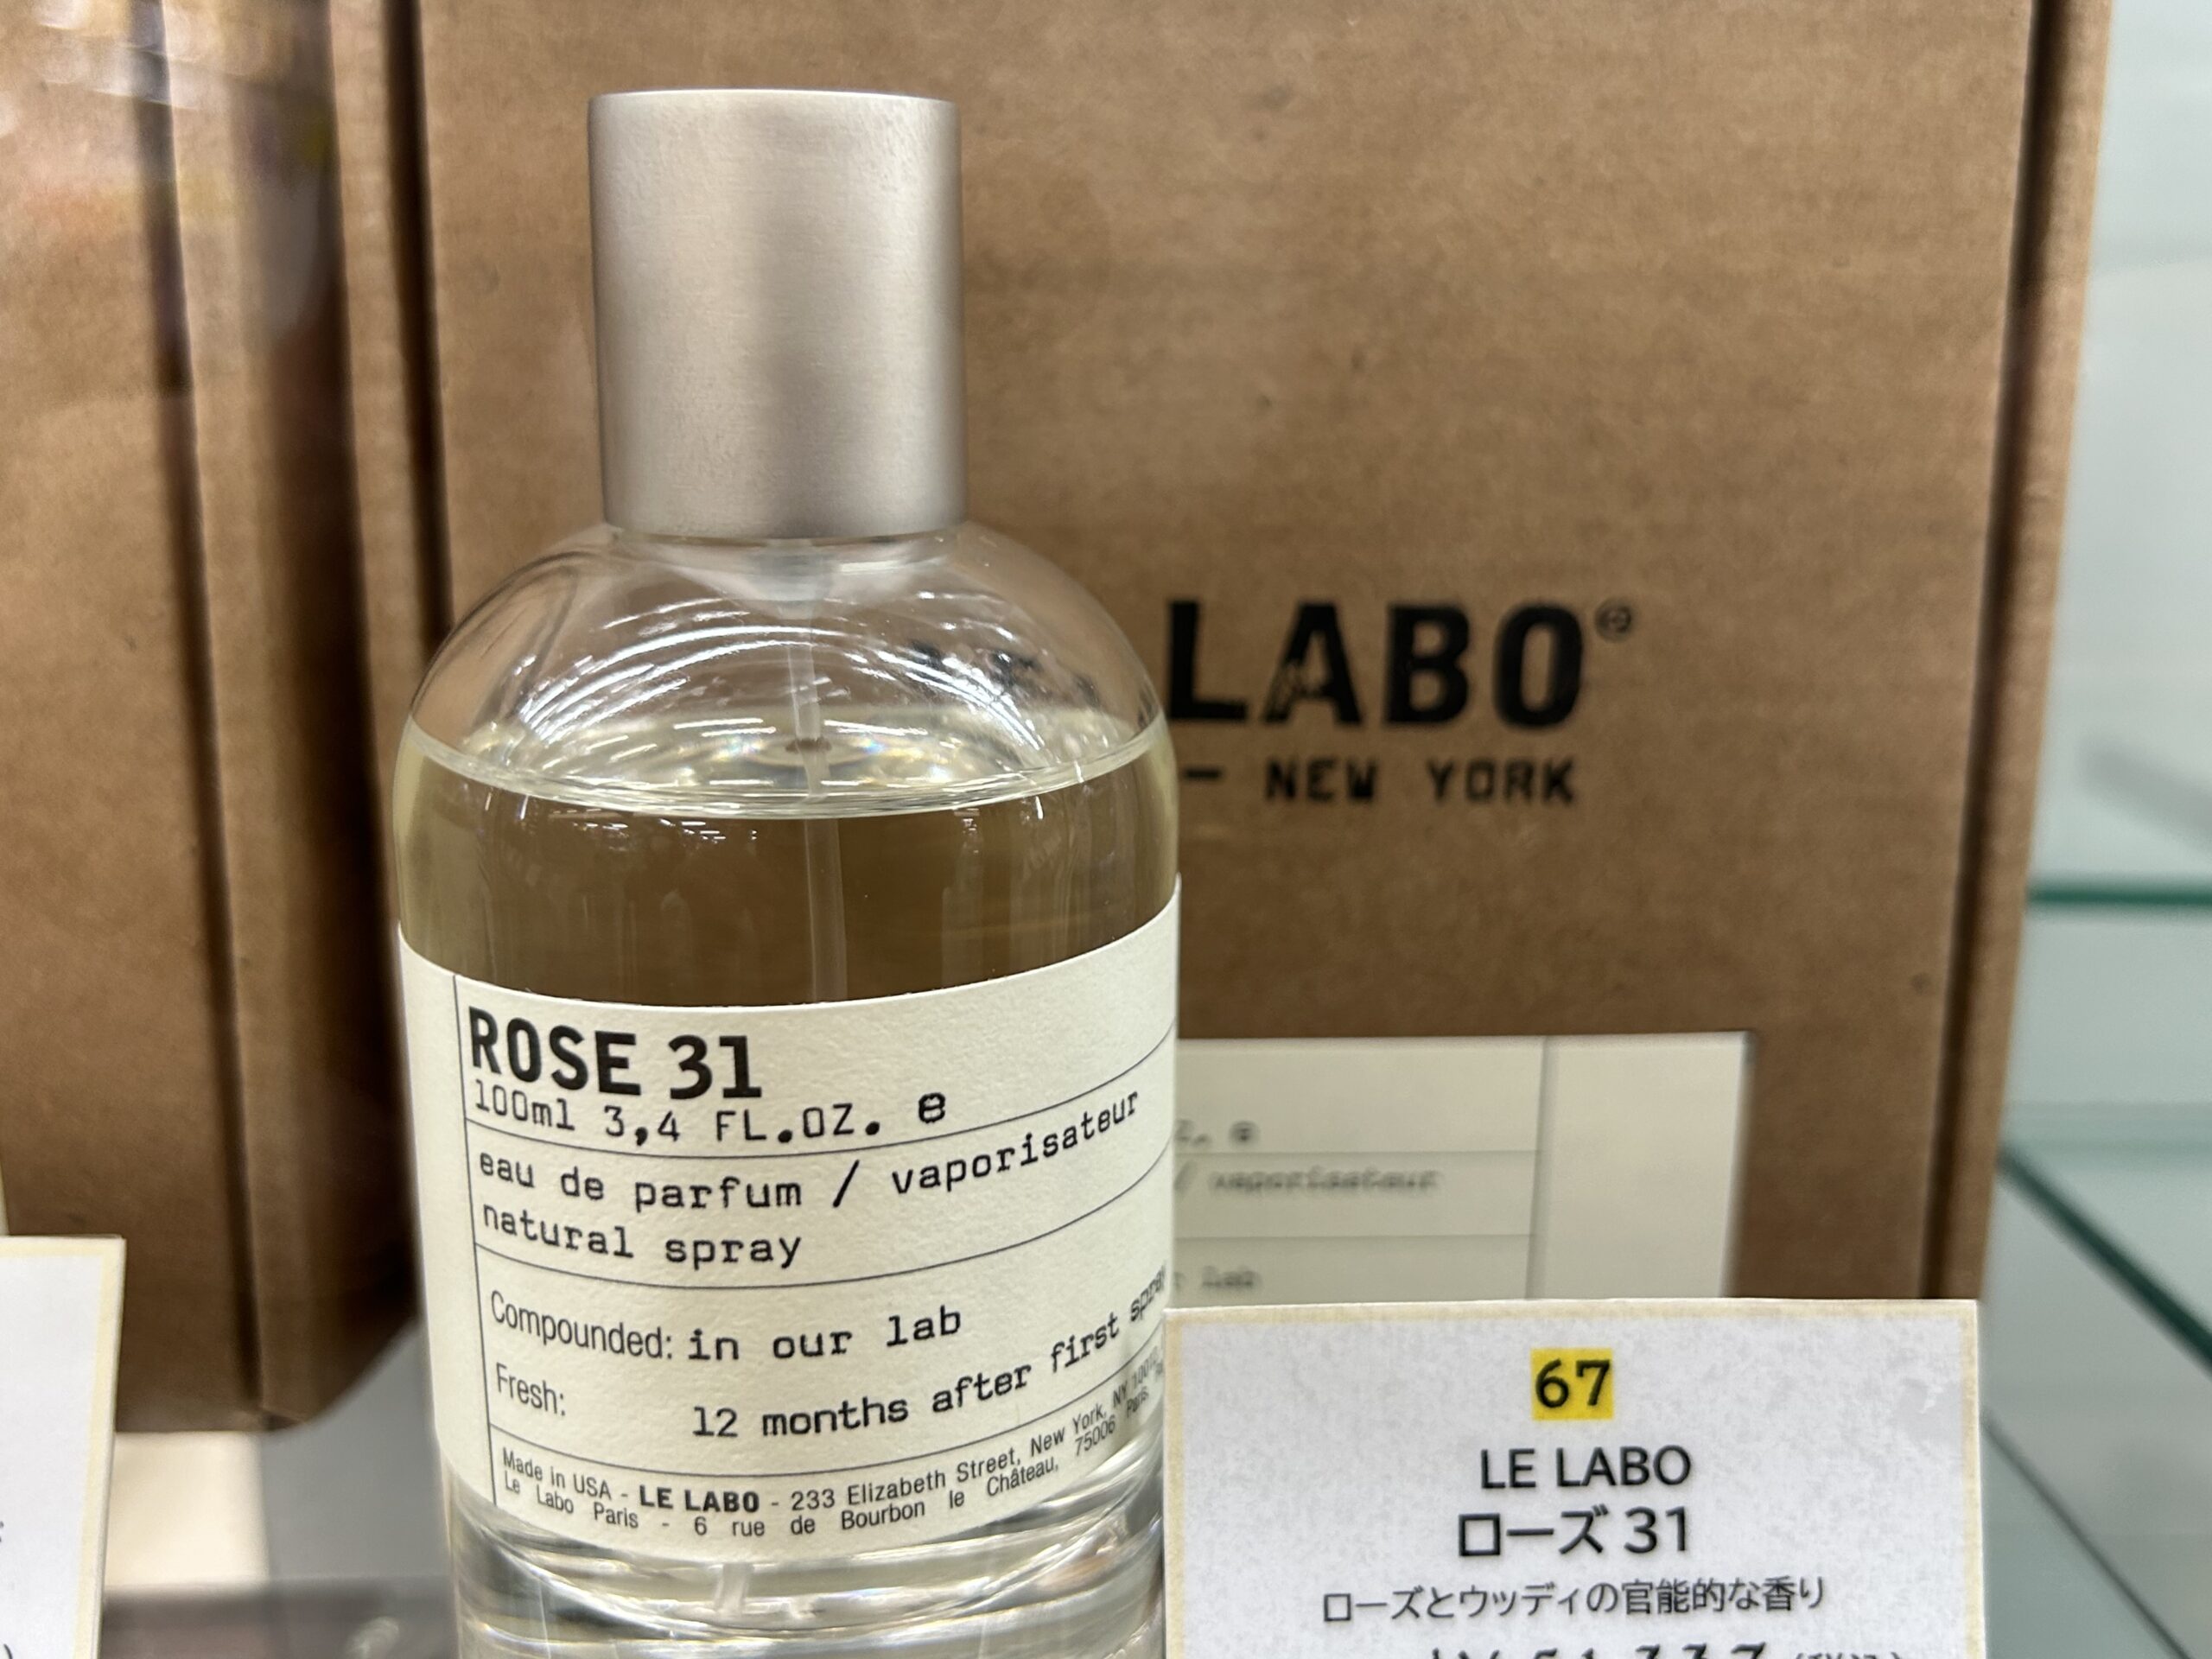 LABO®
— NEW YORK
ROSE 31
100ml 3,4 FL.OZ. e
eau de parfum / vaporisateur
natural spray
Compounded: in our lab
Fresh: 12 months after first spray
Made in USA - LE LABO - 233 Elizabeth Street, New York, NY
Le Labo Paris - 6 rue de Bourbon le Château, 75006 Paris
/ vaporisateur
lab
67
LE LABO
ローズ 31
ローズとウッディの官能的な香り